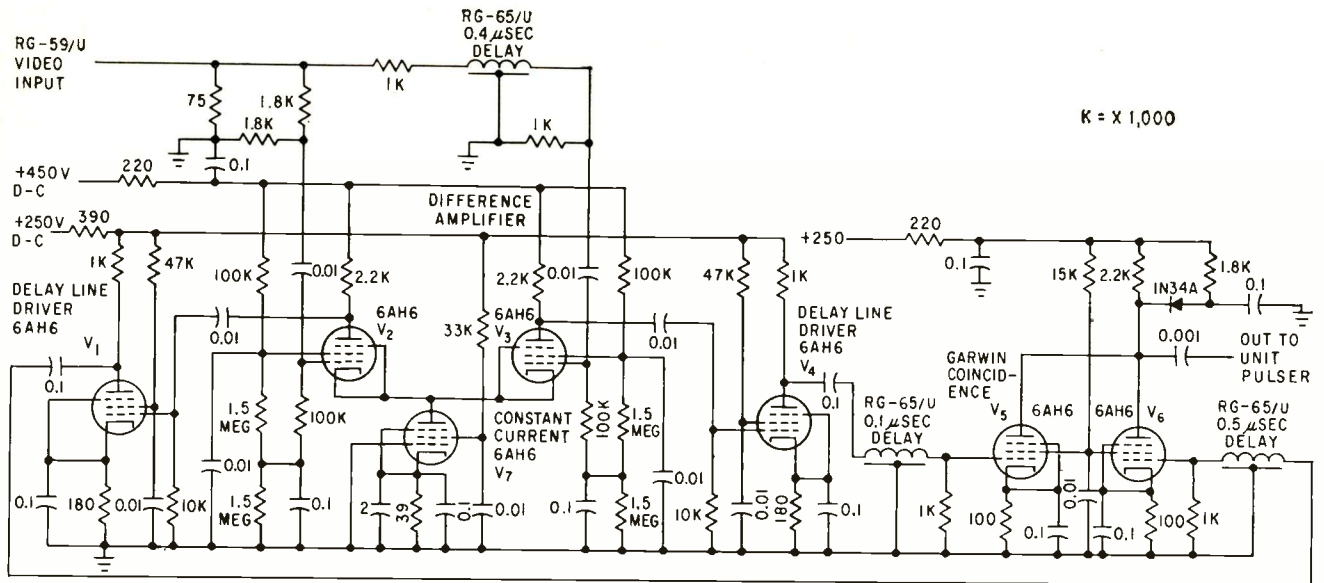 RG-65/U
0.4 µSEC
DELAY
RG-59/U
VIDEO
INPUT
1K
75
1.8K
1.8K
1K
K = X 1,000
0.1
+450V
D-C
220
DIFFERENCE
AMPLIFIER
+250V
D-C
390
+250
220
1K
47K
100K
0.01
2.2K
2.2K
0.01
100K
47K
1K
0.1
15K
2.2K
1.8K
1N34A
0.1
DELAY LINE
DRIVER
6AH6
V1
0.01
6AH6
V2
33K
6AH6
V3
0.01
DELAY LINE
DRIVER
6AH6
V4
0.001
OUT TO
UNIT
PULSER
0.1
GARWIN
COINCID-
ENCE
V5
6AH6
6AH6
V6
RG-65/U
0.1 µSEC
DELAY
RG-65/U
0.5 µSEC
DELAY
0.1
1.5
MEG
100K
CONSTANT
CURRENT
6AH6
V7
100K
1.5
MEG
0.1
180
0.01
10K
0.01
1.5
MEG
0.1
2
39
0.1
0.01
0.1
1.5
MEG
0.01
10K
0.01
180
0.1
1K
100
0.1
0.01
0.1
100
1K